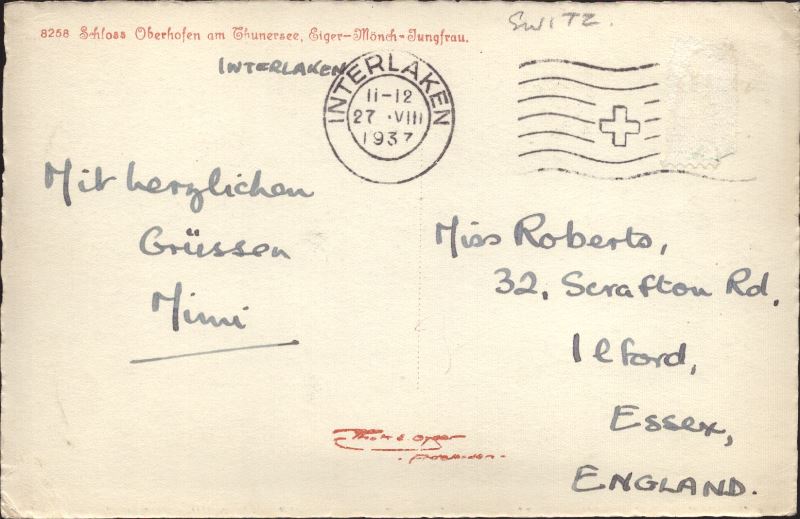 SWITZ.
8258 Schloss Oberhofen am Thunersee, Eiger-Mönch-Jungfrau.
INTERLAKEN
INTERLAKEN
11-12
27.VIII
1937
Mit herzlichen
Grüssen
Mimi
Miss Roberts,
32, Scrafton Rd,
Ilford,
Essex,
ENGLAND.